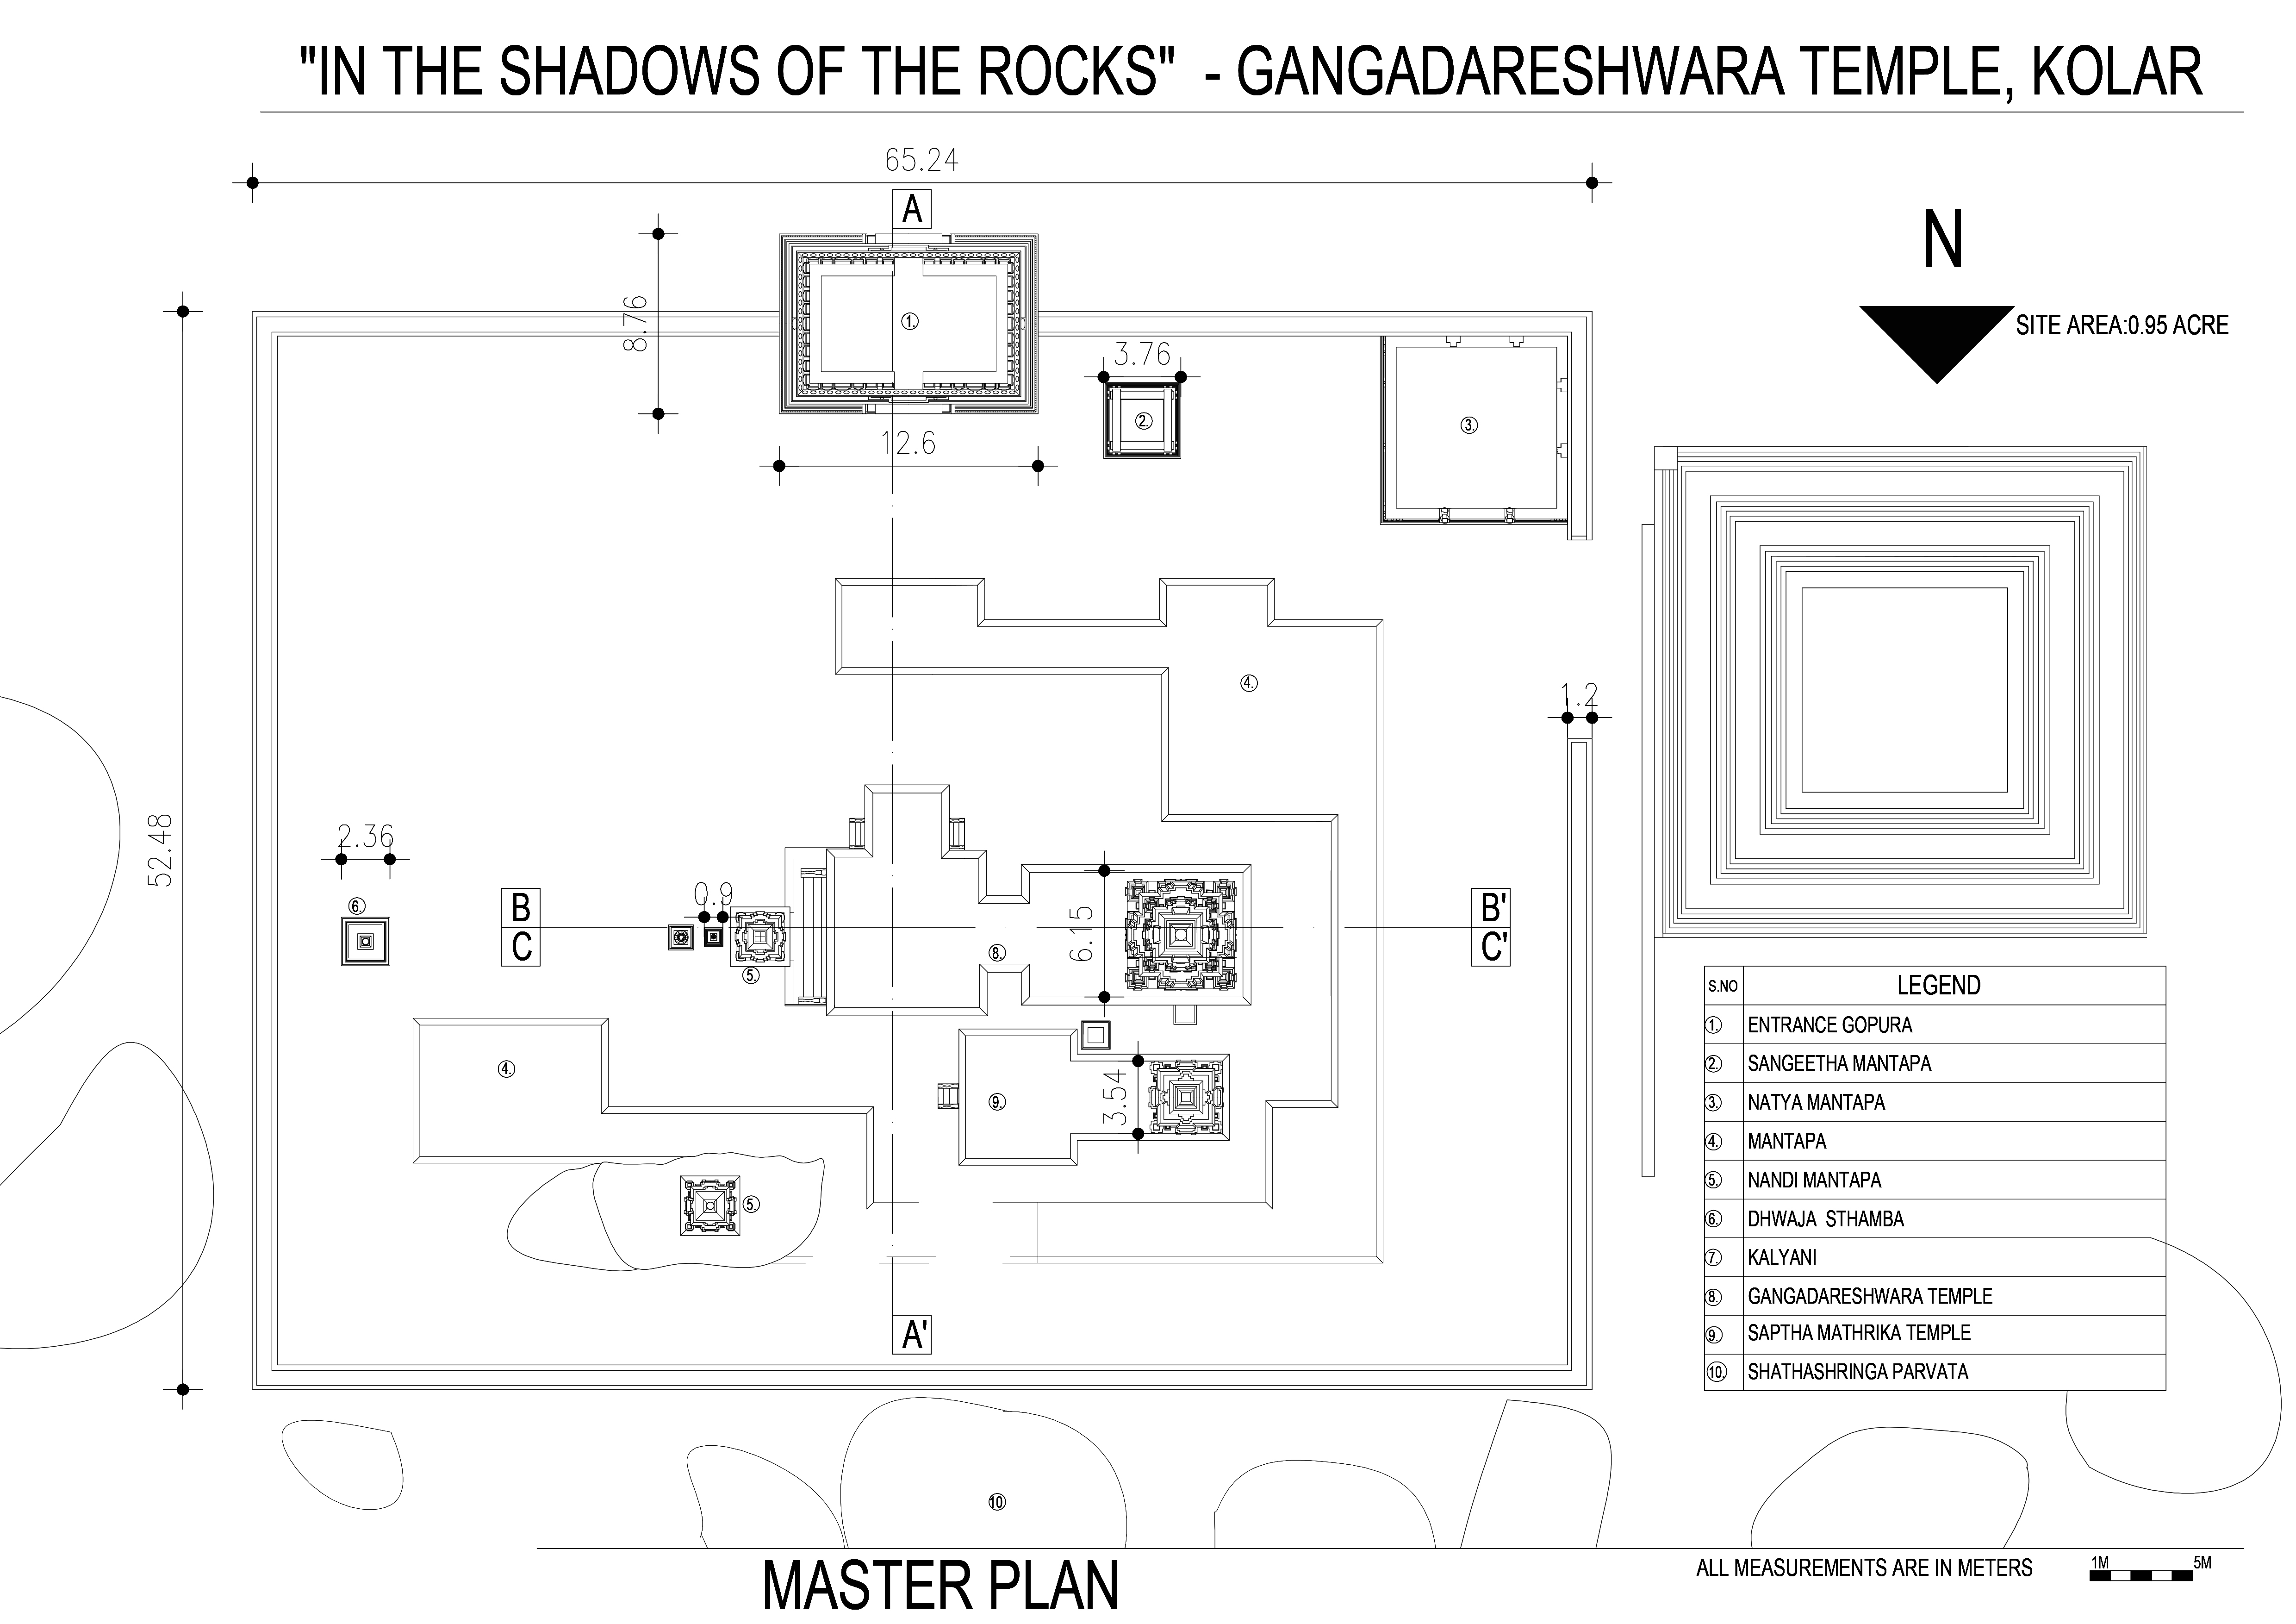 "IN THE SHADOWS OF THE ROCKS" - GANGADARESHWARA TEMPLE, KOLAR
65.24
A
N
8.76
1.
SITE AREA:0.95 ACRE
3.76
2.
3.
12.6
4.
1.2
52.48
2.36
6.
0.9
B
C
5.
8.
6.15
B'
C'
4.
9.
3.54
5.
A'
S.NO LEGEND
1. ENTRANCE GOPURA
2. SANGEETHA MANTAPA
3. NATYA MANTAPA
4. MANTAPA
5. NANDI MANTAPA
6. DHWAJA STHAMBA
7. KALYANI
8. GANGADARESHWARA TEMPLE
9. SAPTHA MATHRIKA TEMPLE
10. SHATHASHRINGA PARVATA
10
MASTER PLAN
ALL MEASUREMENTS ARE IN METERS
1M 5M